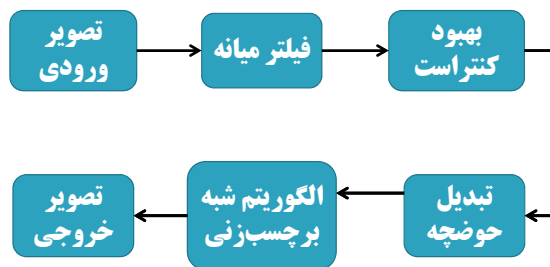 تصویر
ورودی
فیلتر میانه
بهبود
کنتراست
تبدیل
حوضچه
الگوریتم شبه
برچسب‌زنی
تصویر
خروجی